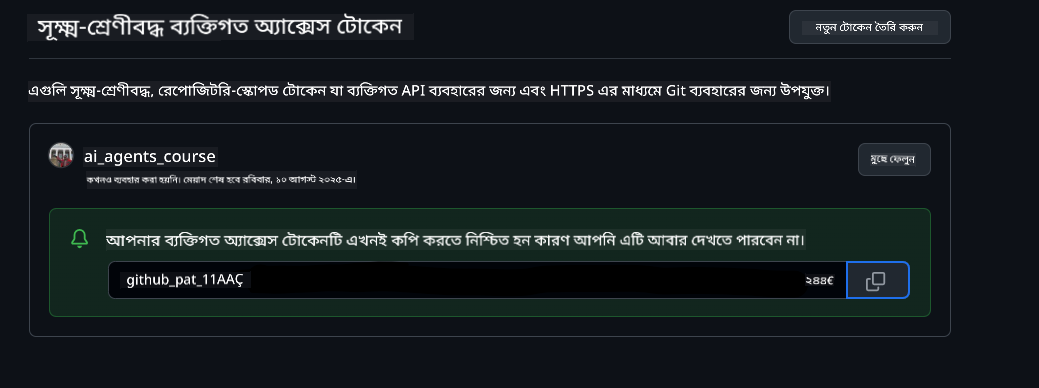 সূক্ষ্ম-শ্রেণীবদ্ধ ব্যক্তিগত অ্যাক্সেস টোকেন
নতুন টোকেন তৈরি করুন
এগুলি সূক্ষ্ম-শ্রেণীবদ্ধ, রেপোজিটরি-স্কোপড টোকেন যা ব্যক্তিগত API ব্যবহারের জন্য এবং HTTPS এর মাধ্যমে Git ব্যবহারের জন্য উপযুক্ত।
ai_agents_course
মুছে ফেলুন
কখনও ব্যবহার করা হয়নি। মেয়াদ শেষ হবে রবিবার, ১০ আগস্ট ২০২৫-এ।
আপনার ব্যক্তিগত অ্যাক্সেস টোকেনটি এখনই কপি করতে নিশ্চিত হন কারণ আপনি এটি আবার দেখতে পারবেন না।
github_pat_11AAÇ ২৪৪€